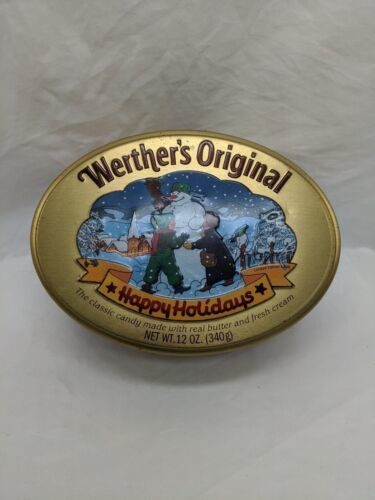 Werther's Original
Happy Holidays
The classic candy made with real butter and fresh cream
NET WT. 12 OZ. (340g)